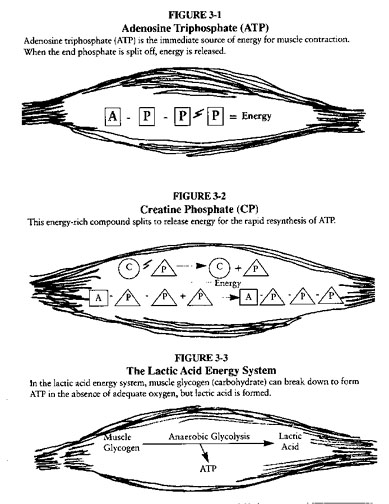 FIGURE 3-1
Adenosine Triphosphate (ATP)
Adenosine triphosphate (ATP) is the immediate source of energy for muscle contraction.
When the end phosphate is split off, energy is released.
A - P - P P = Energy
FIGURE 3-2
Creatine Phosphate (CP)
This energy-rich compound splits to release energy for the rapid resynthesis of ATP.
C P C + P
Energy
A - P - P + P A - P - P - P
FIGURE 3-3
The Lactic Acid Energy System
In the lactic acid energy system, muscle glycogen (carbohydrate) can break down to form
ATP in the absence of adequate oxygen, but lactic acid is formed.
Muscle Anaerobic Glycolysis Lactic
Glycogen Acid
ATP